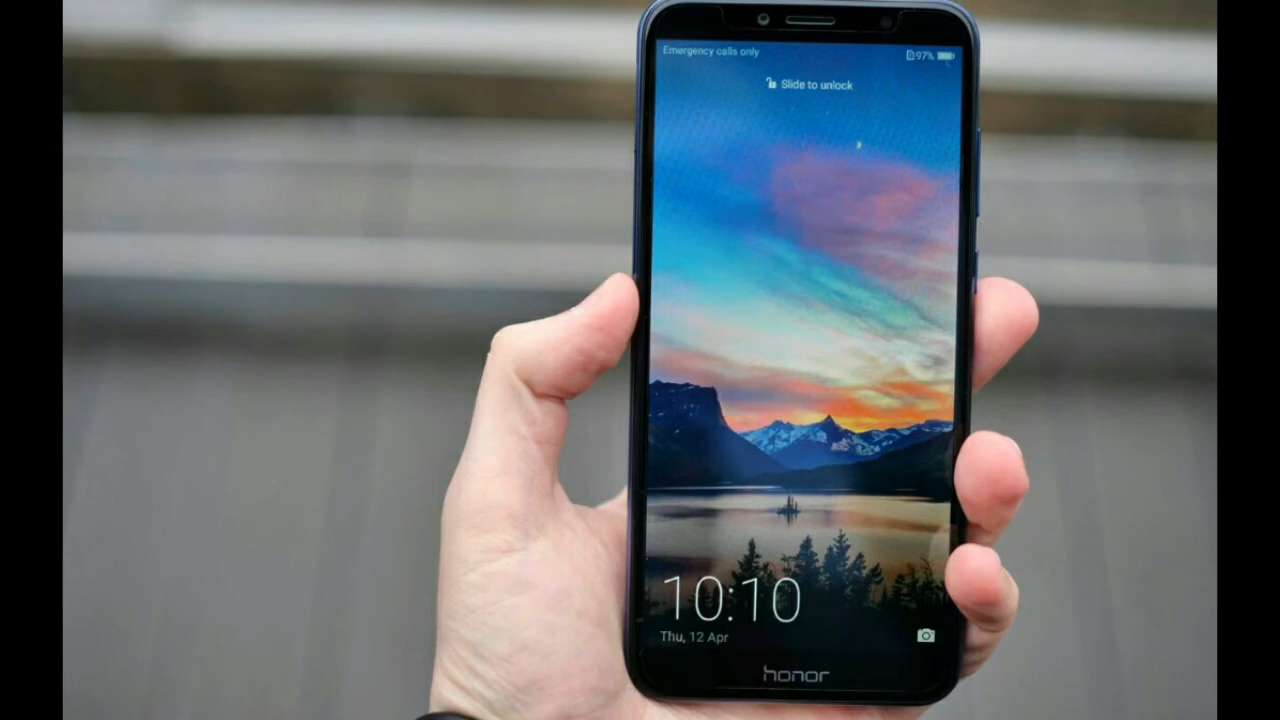 Emergency calls only 97%
Slide to unlock
10:10
Thu, 12 Apr
honor